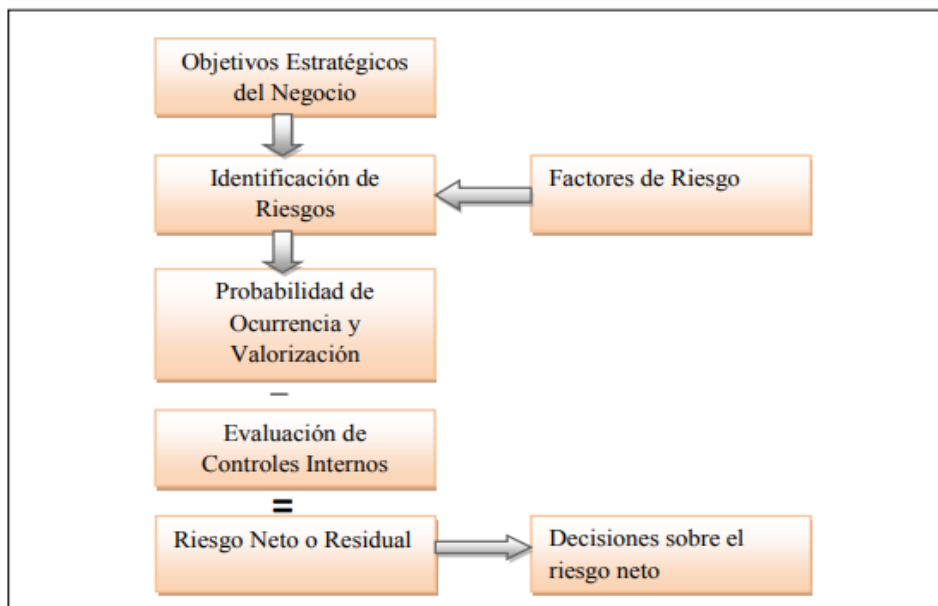 Objetivos Estratégicos
del Negocio
Identificación de
Riesgos
Factores de Riesgo
Probabilidad de
Ocurrencia y
Valorización
–
Evaluación de
Controles Internos
=
Riesgo Neto o Residual
Decisiones sobre el
riesgo neto